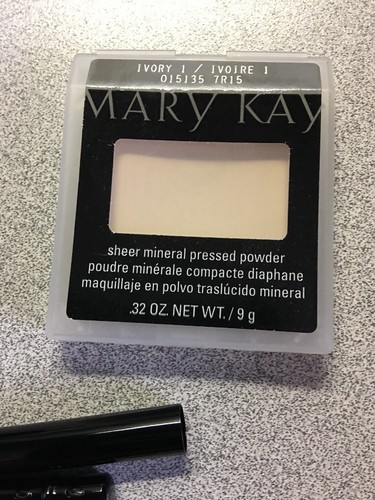 IVORY 1 / IVOIRE 1
015135 7R15
MARY KAY
sheer mineral pressed powder
poudre minérale compacte diaphane
maquillaje en polvo traslúcido mineral
.32 OZ. NET WT. / 9 g